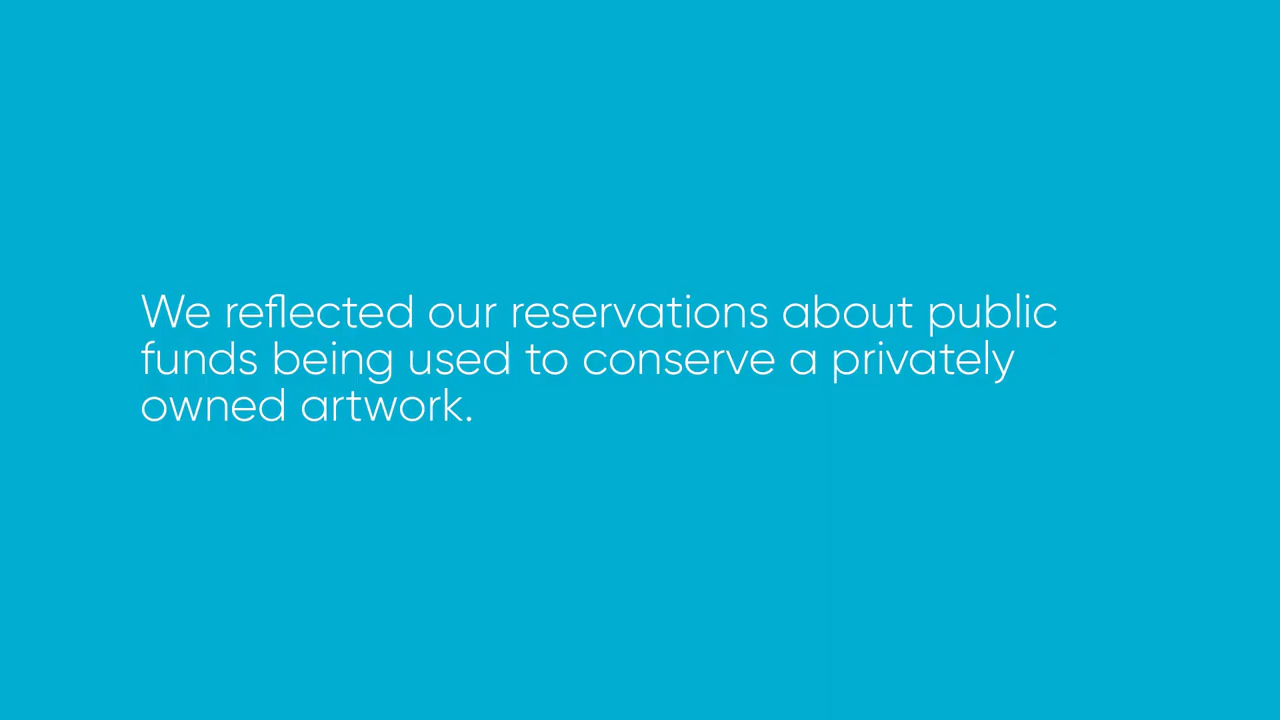 We reflected our reservations about public
funds being used to conserve a privately
owned artwork.